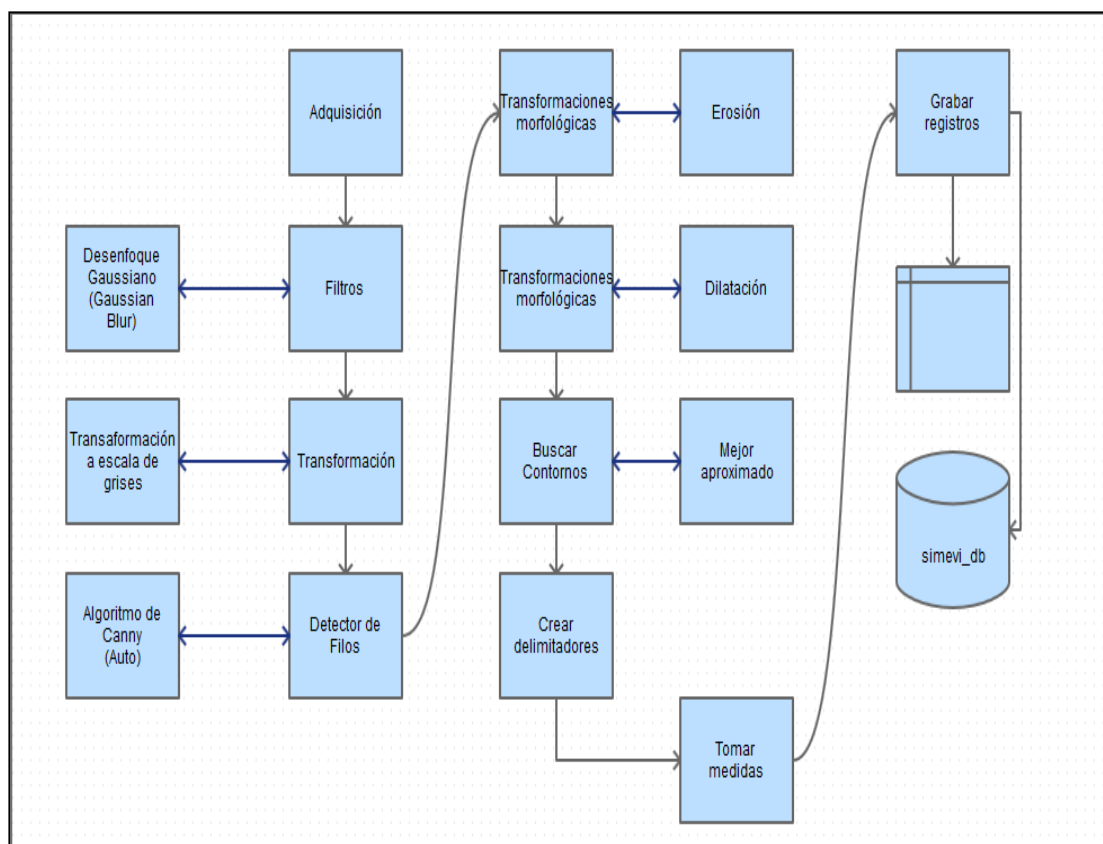 Adquisición
Desenfoque
Gaussiano
(Gaussian
Blur)
Filtros
Transaformación
a escala de
grises
Transformación
Algoritmo de
Canny
(Auto)
Detector de
Filos
Transformaciones
morfológicas
Erosión
Transformaciones
morfológicas
Dilatación
Buscar
Contornos
Mejor
aproximado
Crear
delimitadores
Tomar
medidas
Grabar
registros
simevi_db